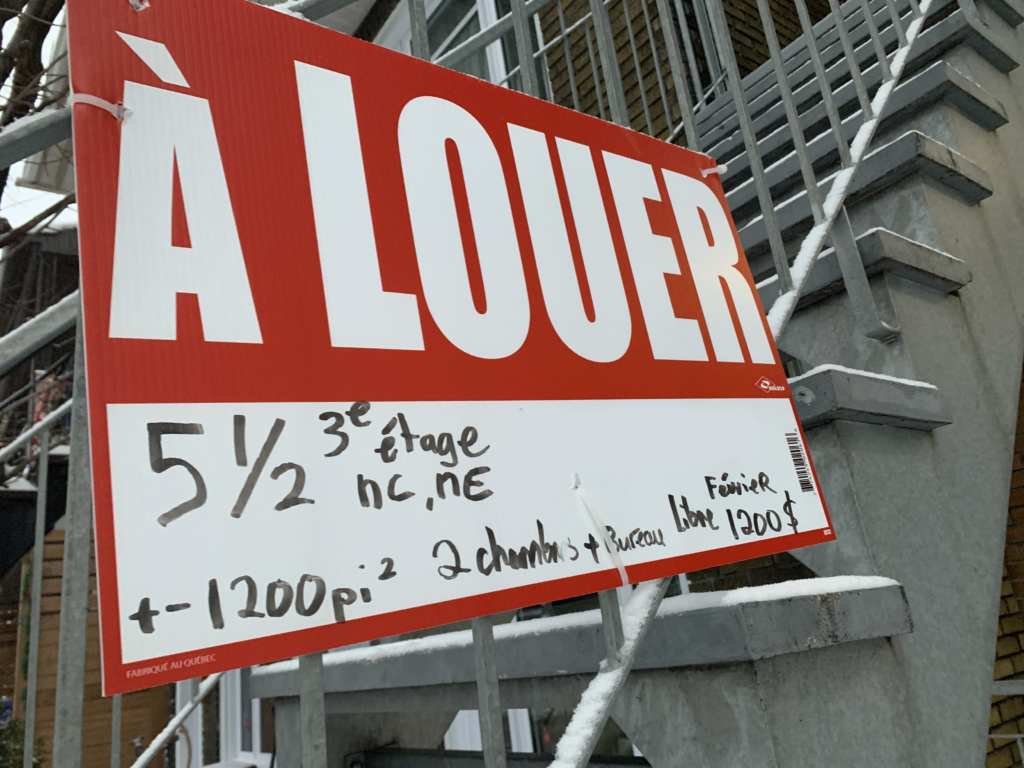 À LOUER
5 1/2 3e étage
nc, nE
+- 1200pi² 2 chambres + Bureau Libre Février 1200$
FABRIQUÉ AU QUÉBEC